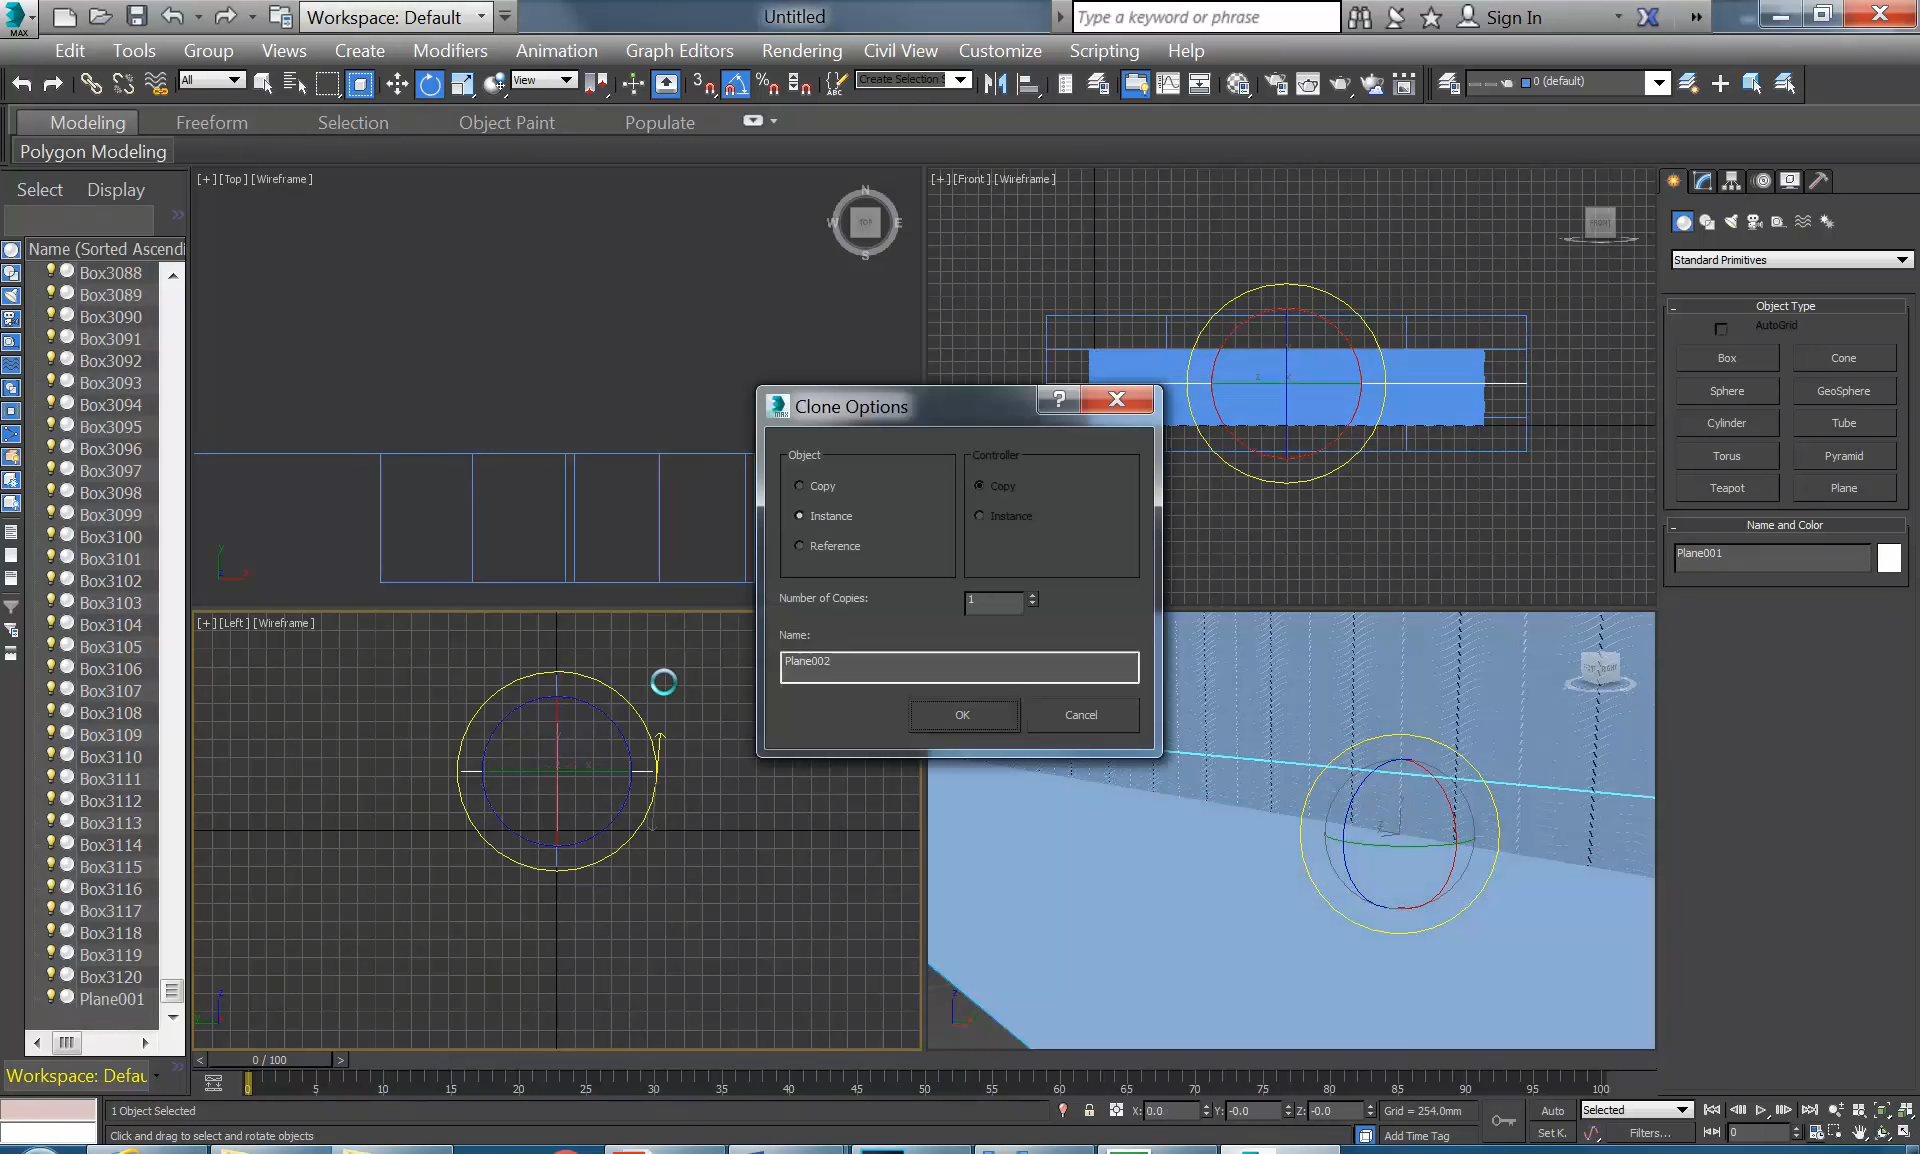 MAX
Workspace: Default
Untitled
Type a keyword or phrase
Sign In
Edit Tools Group Views Create Modifiers Animation Graph Editors Rendering Civil View Customize Scripting Help
All
View
3
Create Selection S
0 (default)
Modeling Freeform Selection Object Paint Populate
Polygon Modeling
Select Display
Name (Sorted Ascendi
Box3088
Box3089
Box3090
Box3091
Box3092
Box3093
Box3094
Box3095
Box3096
Box3097
Box3098
Box3099
Box3100
Box3101
Box3102
Box3103
Box3104
Box3105
Box3106
Box3107
Box3108
Box3109
Box3110
Box3111
Box3112
Box3113
Box3114
Box3115
Box3116
Box3117
Box3118
Box3119
Box3120
Plane001
Workspace: Defau
[+][Top][Wireframe]
N
W TOP E
S
[+][Front][Wireframe]
FRONT
[+][Left][Wireframe]
Clone Options
?
Object
Copy
Instance
Reference
Controller
Copy
Instance
Number of Copies:
1
Name:
Plane002
OK
Cancel
Standard Primitives
Object Type
AutoGrid
Box Cone
Sphere GeoSphere
Cylinder Tube
Torus Pyramid
Teapot Plane
Name and Color
Plane001
< 0 / 100 >
0 5 10 15 20 25 30 35 40 45 50 55 60 65 70 75 80 85 90 95 100
1 Object Selected
X: 0.0 Y: -0.0 Z: -0.0
Grid = 254.0mm
Auto
Selected
Click and drag to select and rotate objects
Add Time Tag
Set K.
Filters...
0